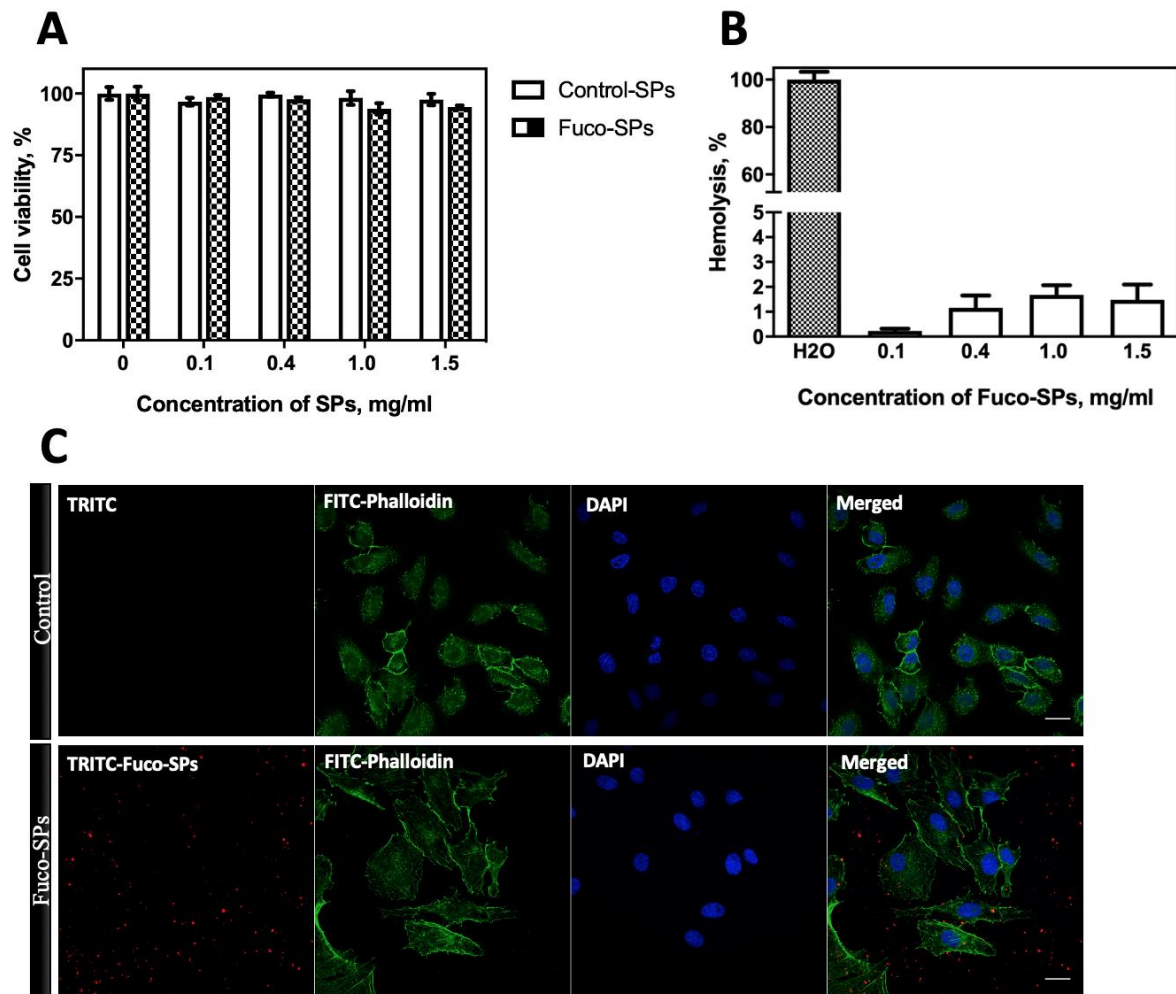 A
Cell viability, %
100
75
50
25
0
0 0.1 0.4 1.0 1.5
Concentration of SPs, mg/ml
Control-SPs
Fuco-SPs
B
Hemolysis, %
100
80
60
5
4
3
2
1
0
H2O 0.1 0.4 1.0 1.5
Concentration of Fuco-SPs, mg/ml
C
Control
TRITC FITC-Phalloidin DAPI Merged
Fuco-SPs
TRITC-Fuco-SPs FITC-Phalloidin DAPI Merged